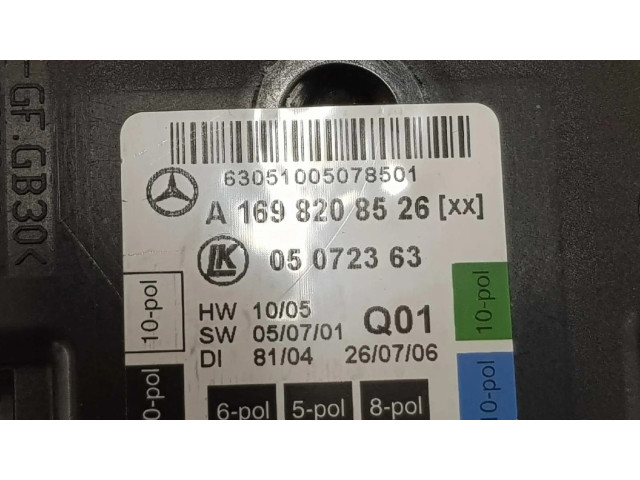 -GF.GB30<
63051005078501
A 169 820 85 26 [xx]
LK 05 0723 63
HW 10/05
SW 05/07/01 Q01
DI 81/04 26/07/06
10-pol
10-pol
0-pol
10-pol
6-pol 5-pol 8-pol